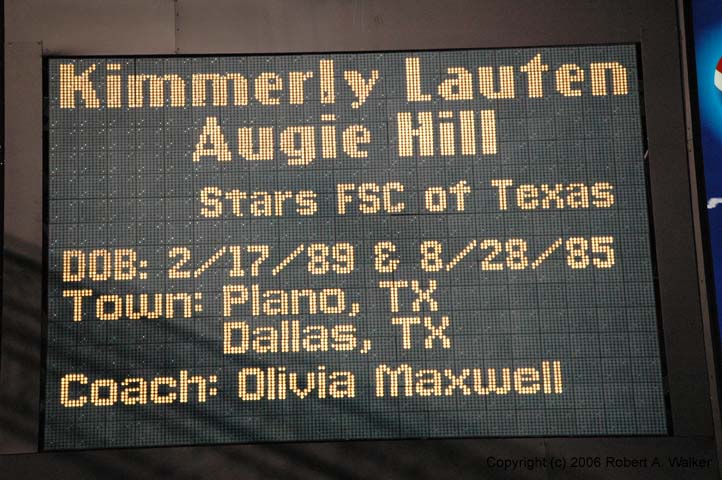 Kimmerly Lauten
Augie Hill
Stars FSC of Texas
DOB: 2/17/89 & 8/28/85
Town: Plano, TX
Dallas, TX
Coach: Olivia Maxwell
Copyright (c) 2006 Robert A. Walker